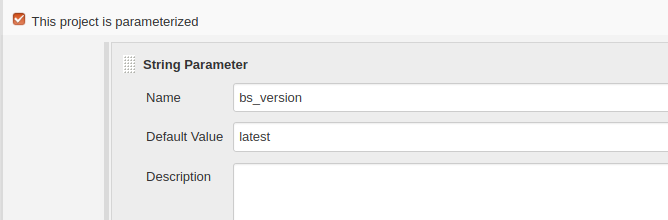 This project is parameterized
String Parameter
Name
bs_version
Default Value
latest
Description